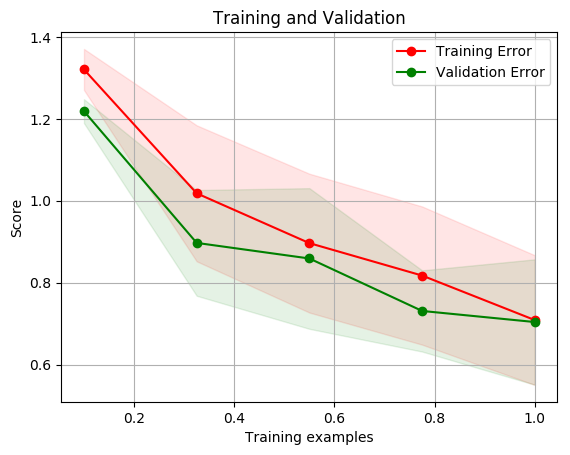 Training and Validation
Training Error
Validation Error
Score
1.4
1.2
1.0
0.8
0.6
0.2
0.4
0.6
0.8
1.0
Training examples